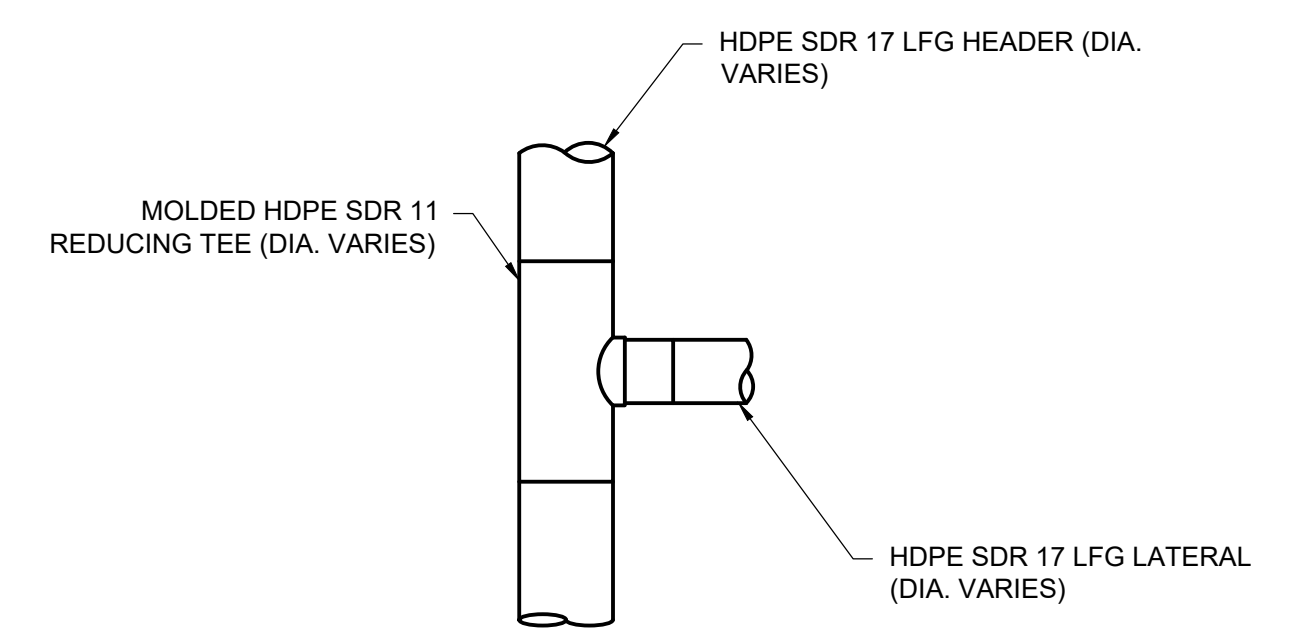 HDPE SDR 17 LFG HEADER (DIA.
VARIES)
MOLDED HDPE SDR 11
REDUCING TEE (DIA. VARIES)
HDPE SDR 17 LFG LATERAL
(DIA. VARIES)